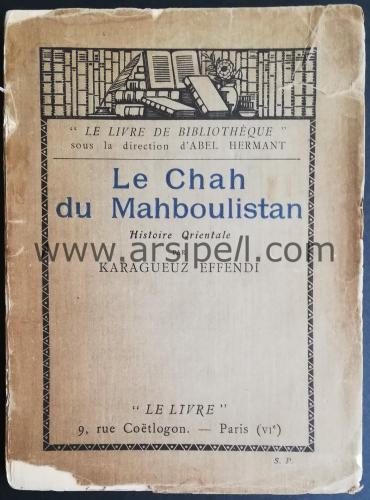 “ LE LIVRE DE BIBLIOTHÈQUE ”
sous la direction d'ABEL HERMANT
Le Chah
du Mahboulistan
Histoire Orientale
www.arsipell.com
PAR
KARAGUEUZ EFFENDI
“ LE LIVRE ”
9, rue Coëtlogon. — Paris (VIᵉ)
S. P.